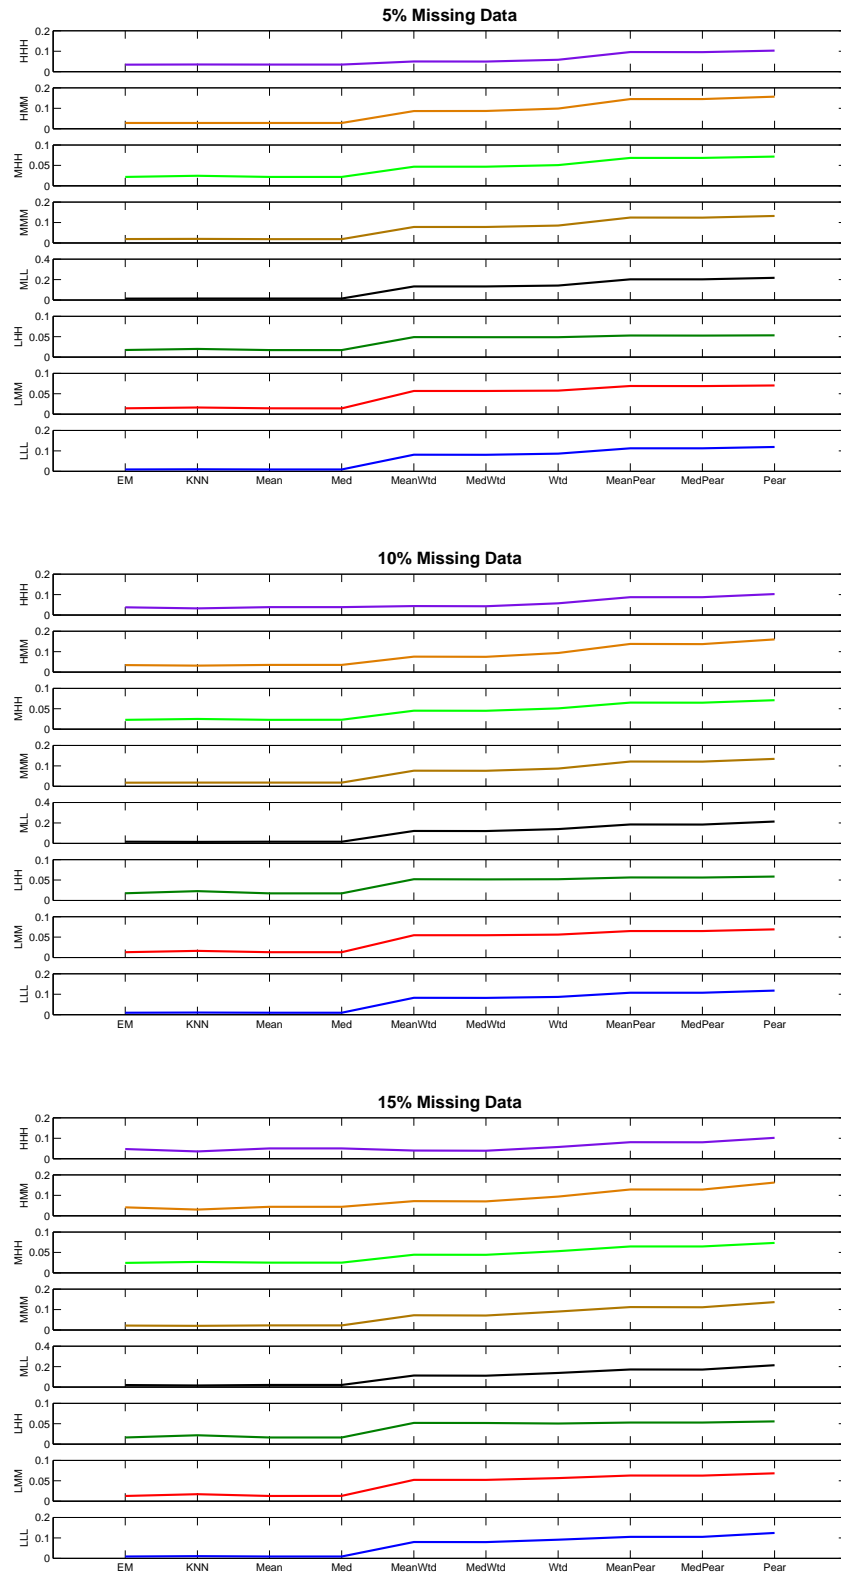 5% Missing Data
0.2
0.1
0
HHH
0.2
0.1
0
HMM
0.1
0.05
0
MHH
0.2
0.1
0
MMM
0.4
0.2
0
MLL
0.1
0.05
0
LHH
0.1
0.05
0
LMM
0.2
0.1
0
LLL
EM KNN Mean Med MeanWtd MedWtd Wtd MeanPear MedPear Pear
10% Missing Data
0.2
0.1
0
HHH
0.2
0.1
0
HMM
0.1
0.05
0
MHH
0.2
0.1
0
MMM
0.4
0.2
0
MLL
0.1
0.05
0
LHH
0.1
0.05
0
LMM
0.2
0.1
0
LLL
EM KNN Mean Med MeanWtd MedWtd Wtd MeanPear MedPear Pear
15% Missing Data
0.2
0.1
0
HHH
0.2
0.1
0
HMM
0.1
0.05
0
MHH
0.2
0.1
0
MMM
0.4
0.2
0
MLL
0.1
0.05
0
LHH
0.1
0.05
0
LMM
0.2
0.1
0
LLL
EM KNN Mean Med MeanWtd MedWtd Wtd MeanPear MedPear Pear